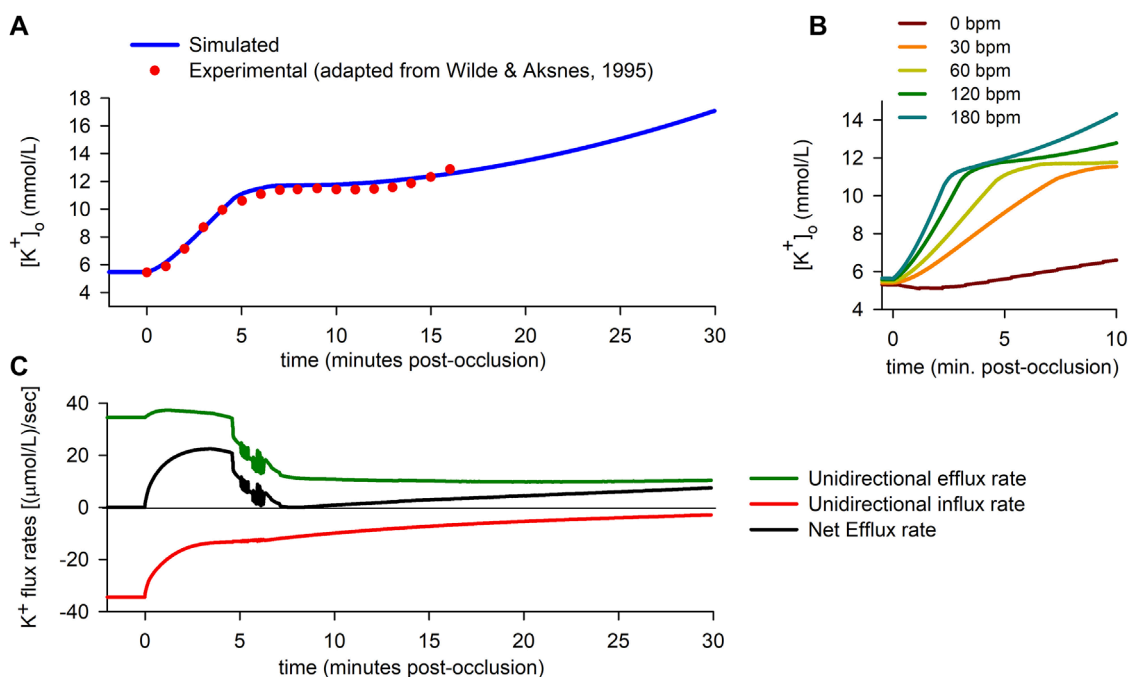 A
Simulated
Experimental (adapted from Wilde & Aksnes, 1995)
[K+]o (mmol/L)
16
14
12
10
8
6
4
0 5 10 15 20 25 30
time (minutes post-occlusion)
B
0 bpm
30 bpm
60 bpm
120 bpm
180 bpm
[K+]o (mmol/L)
14
12
10
8
6
4
0 5 10
time (min. post-occlusion)
C
K+ flux rates [(μmol/L)/sec]
40
20
0
-20
-40
0 5 10 15 20 25 30
time (minutes post-occlusion)
Unidirectional efflux rate
Unidirectional influx rate
Net Efflux rate